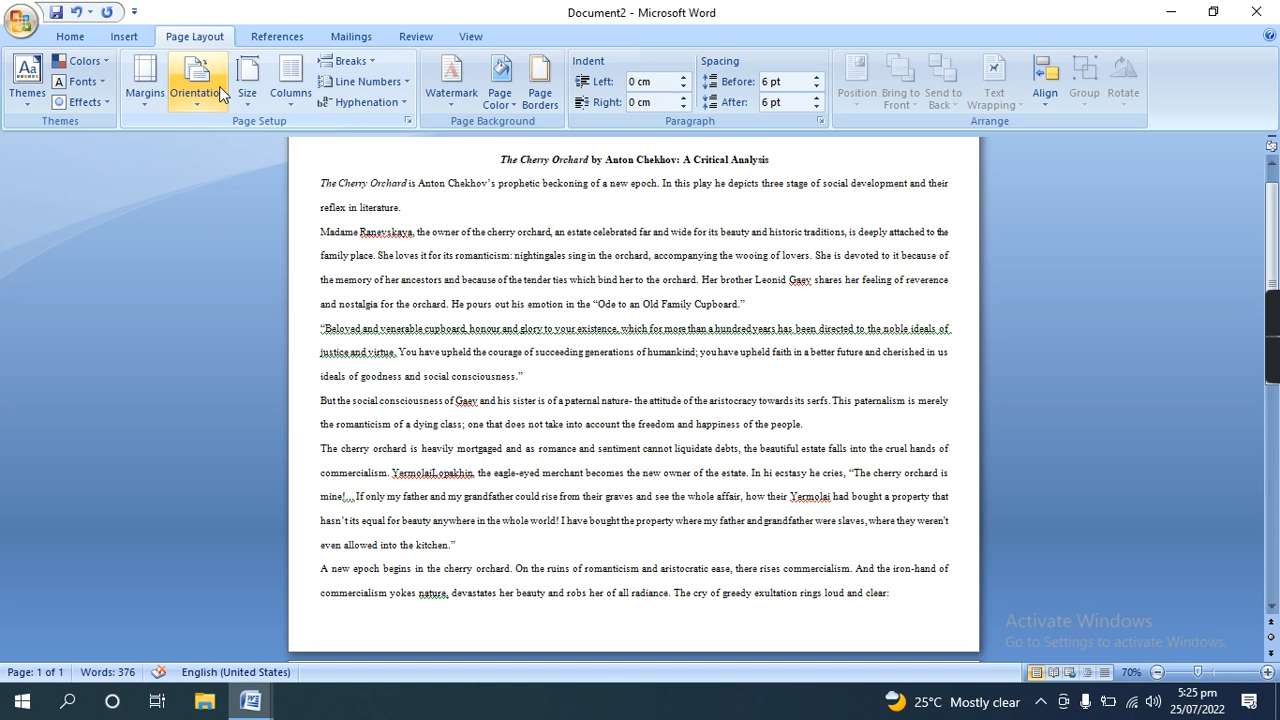 Document2 - Microsoft Word
Home Insert Page Layout References Mailings Review View
Themes
Colors
Fonts
Effects
Themes
Margins
Orientation
Size
Columns
Breaks
Line Numbers
Hyphenation
Page Setup
Watermark
Page Color
Page Borders
Page Background
Indent
Left: 0 cm
Right: 0 cm
Spacing
Before: 6 pt
After: 6 pt
Paragraph
Position
Bring to Front
Send to Back
Text Wrapping
Align
Group
Rotate
Arrange
The Cherry Orchard by Anton Chekhov: A Critical Analysis
The Cherry Orchard is Anton Chekhov's prophetic beckoning of a new epoch. In this play he depicts three stage of social development and their
reflex in literature.
Madame Ranevskaya, the owner of the cherry orchard, an estate celebrated far and wide for its beauty and historic traditions, is deeply attached to the
family place. She loves it for its romanticism: nightingales sing in the orchard, accompanying the wooing of lovers. She is devoted to it because of
the memory of her ancestors and because of the tender ties which bind her to the orchard. Her brother Leonid Gaev shares her feeling of reverence
and nostalgia for the orchard. He pours out his emotion in the “Ode to an Old Family Cupboard.”
“Beloved and venerable cupboard, honour and glory to your existence, which for more than a hundred years has been directed to the noble ideals of
justice and virtue. You have upheld the courage of succeeding generations of humankind; you have upheld faith in a better future and cherished in us
ideals of goodness and social consciousness.”
But the social consciousness of Gaev and his sister is of a paternal nature- the attitude of the aristocracy towards its serfs. This paternalism is merely
the romanticism of a dying class; one that does not take into account the freedom and happiness of the people.
The cherry orchard is heavily mortgaged and as romance and sentiment cannot liquidate debts, the beautiful estate falls into the cruel hands of
commercialism. YermolaiLopakhin, the eagle-eyed merchant becomes the new owner of the estate. In hi ecstasy he cries, “The cherry orchard is
mine!... If only my father and my grandfather could rise from their graves and see the whole affair, how their Yermolai had bought a property that
hasn't its equal for beauty anywhere in the whole world! I have bought the property where my father and grandfather were slaves, where they weren't
even allowed into the kitchen.”
A new epoch begins in the cherry orchard. On the ruins of romanticism and aristocratic ease, there rises commercialism. And the iron-hand of
commercialism yokes nature, devastates her beauty and robs her of all radiance. The cry of greedy exultation rings loud and clear:
Activate Windows
Go to Settings to activate Windows.
Page: 1 of 1 Words: 376 English (United States) 70%
25°C Mostly clear
5:25 pm
25/07/2022